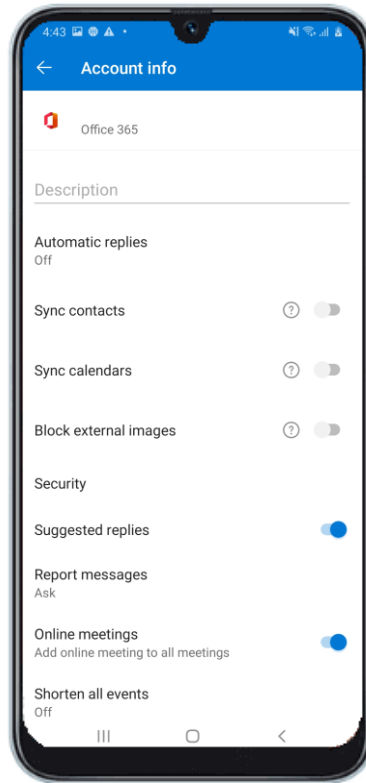 4:43
Account info
Office 365
Description
Automatic replies
Off
Sync contacts
?
Sync calendars
?
Block external images
?
Security
Suggested replies
Report messages
Ask
Online meetings
Add online meeting to all meetings
Shorten all events
Off